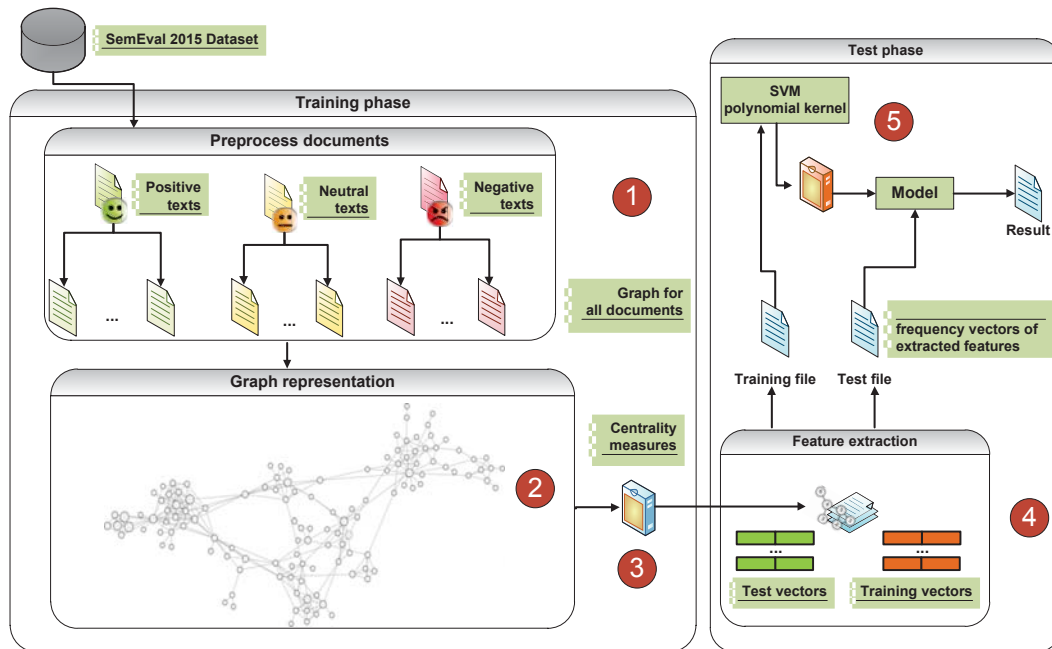 SemEval 2015 Dataset
Training phase
Preprocess documents
Positive
texts
Neutral
texts
Negative
texts
1
...
...
...
Graph for
all documents
Graph representation
2
Centrality
measures
3
Test phase
SVM
polynomial kernel
5
Model
Result
frequency vectors of
extracted features
Training file
Test file
Feature extraction
4
...
...
Test vectors
Training vectors